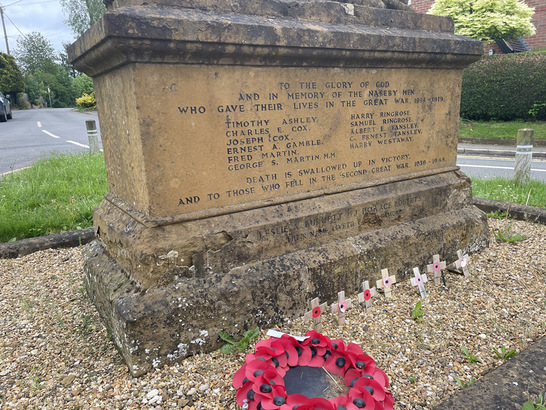 TO THE GLORY OF GOD
AND IN MEMORY OF THE NASEBY MEN
WHO GAVE THEIR LIVES IN THE GREAT WAR, 1914-1919.
TIMOTHY ASHLEY.
CHARLES E. COX.
JOSEPH COX.
ERNEST A. GAMBLE.
FRED MARTIN.
GEORGE S. MARTIN. M.M.
HARRY RINGROSE.
SAMUEL RINGROSE.
ALBERT E. TANSLEY.
C. ERNEST TANSLEY.
HARRY WESTAWAY.
DEATH IS SWALLOWED UP IN VICTORY.
AND TO THOSE WHO FELL IN THE SECOND GREAT WAR 1939-1945.
LESLIE